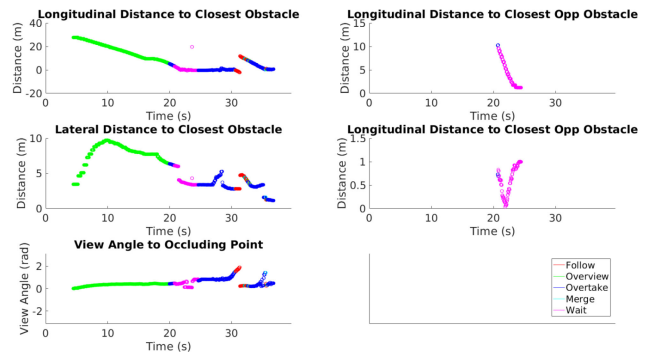 Longitudinal Distance to Closest Obstacle
Distance (m)
40
20
0
-20
0 10 20 30
Time (s)
Longitudinal Distance to Closest Opp Obstacle
Distance (m)
15
10
5
0
0 10 20 30
Time (s)
Lateral Distance to Closest Obstacle
Distance (m)
10
5
0
0 10 20 30
Time (s)
Longitudinal Distance to Closest Opp Obstacle
Distance (m)
1.5
1
0.5
0
0 10 20 30
Time (s)
View Angle to Occluding Point
View Angle (rad)
2
0
-2
0 10 20 30
Time (s)
Follow
Overview
Overtake
Merge
Wait